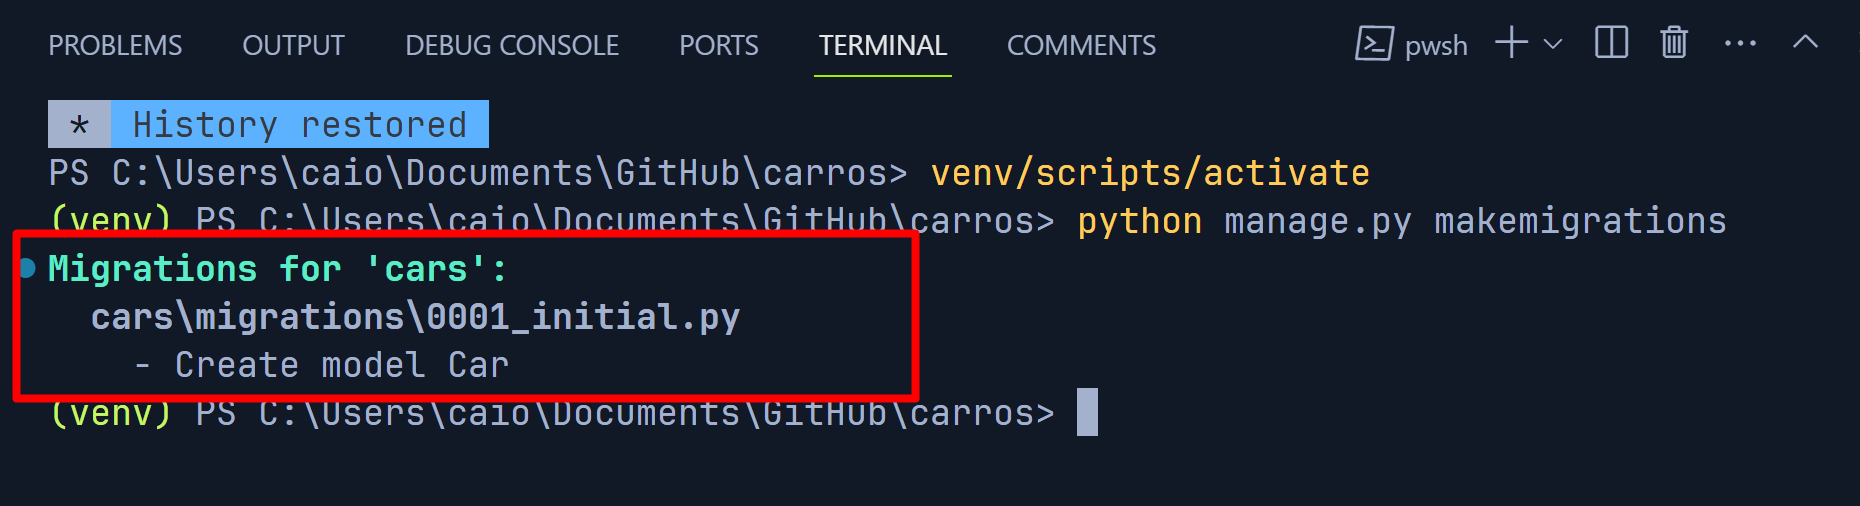 PROBLEMS OUTPUT DEBUG CONSOLE PORTS TERMINAL COMMENTS pwsh
* History restored
PS C:\Users\caio\Documents\GitHub\carros> venv/scripts/activate
(venv) PS C:\Users\caio\Documents\GitHub\carros> python manage.py makemigrations
Migrations for 'cars':
cars\migrations\0001_initial.py
- Create model Car
(venv) PS C:\Users\caio\Documents\GitHub\carros>